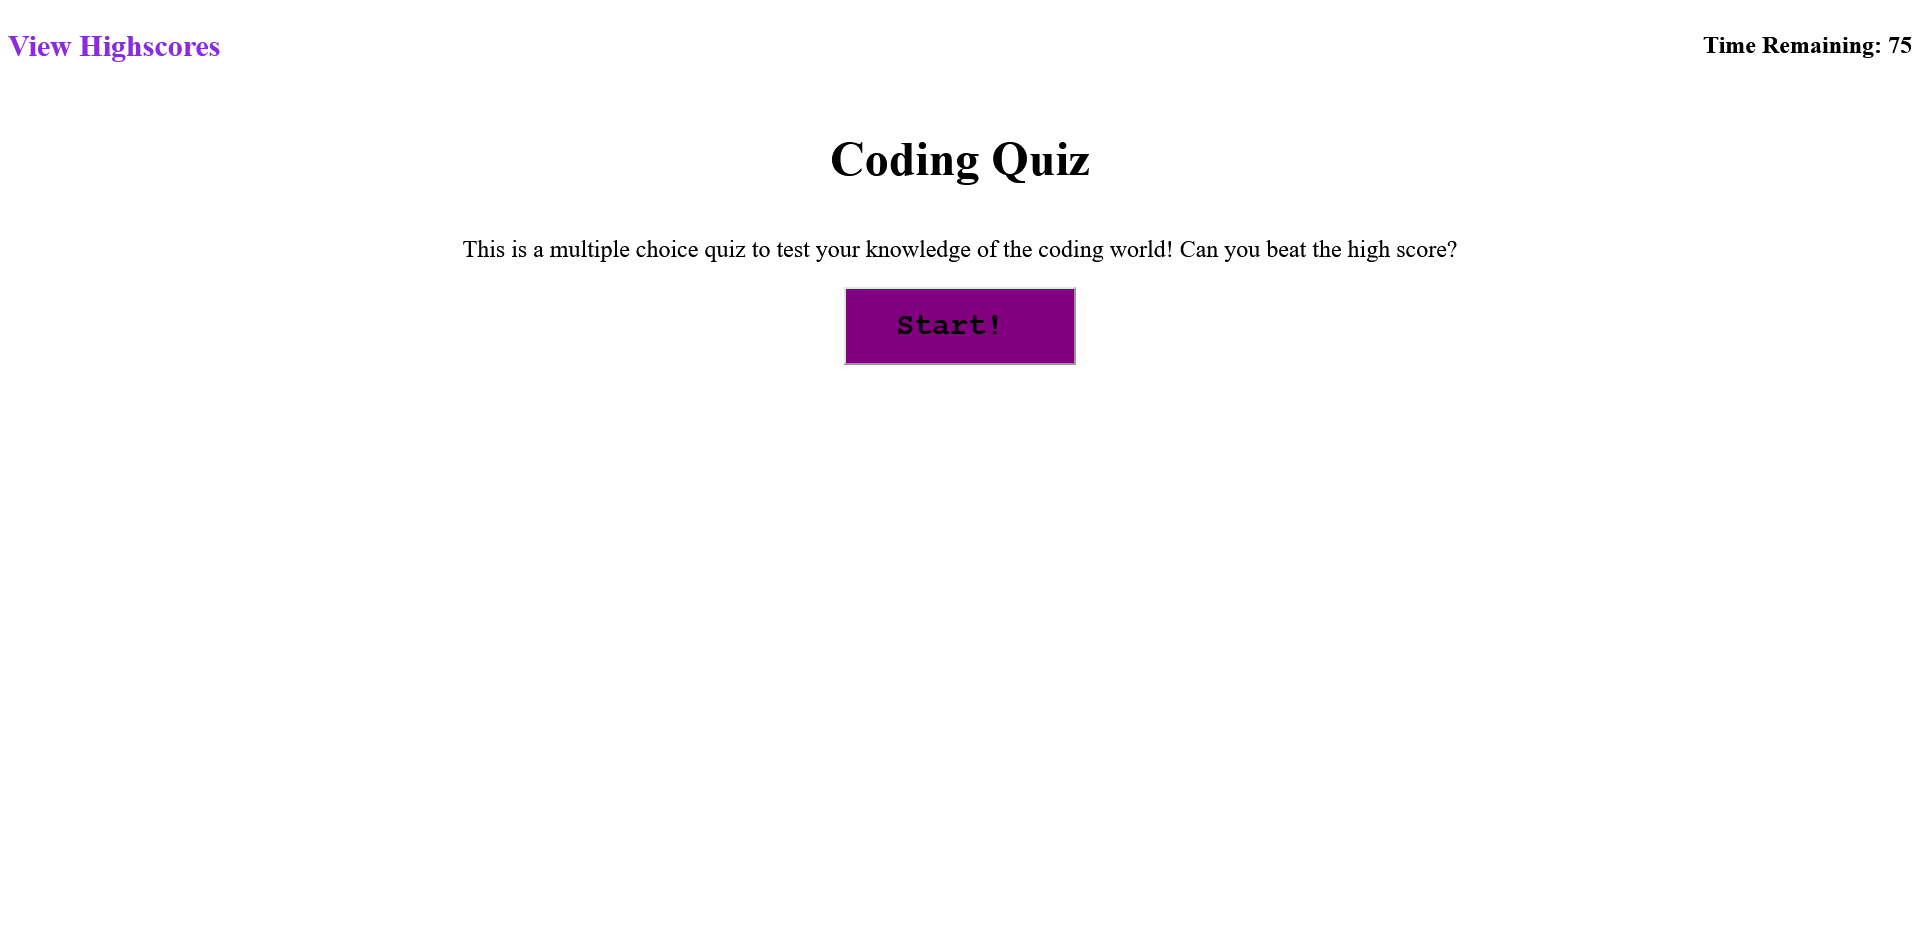 View Highscores
Time Remaining: 75
Coding Quiz
This is a multiple choice quiz to test your knowledge of the coding world! Can you beat the high score?
Start!